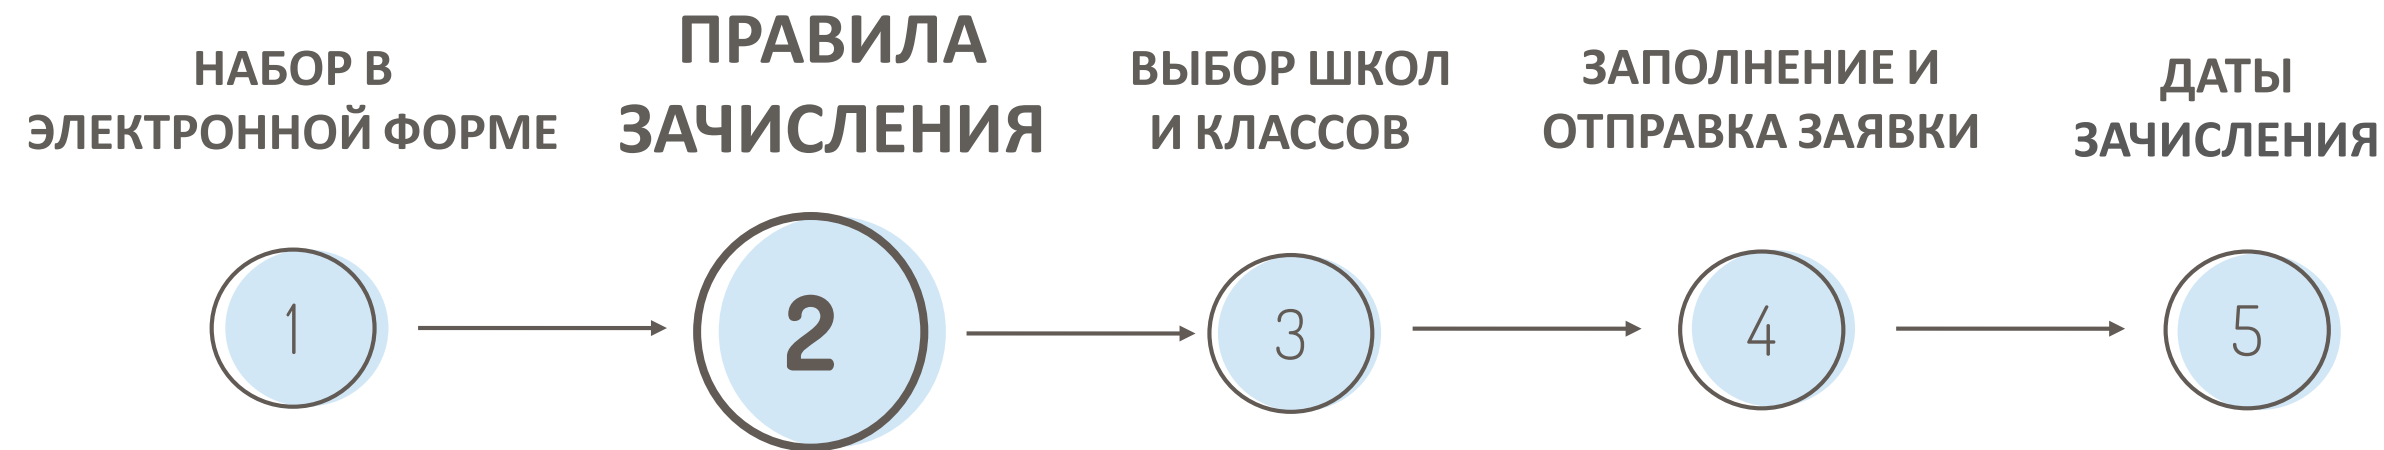 НАБОР В
ЭЛЕКТРОННОЙ ФОРМЕ
ПРАВИЛА
ЗАЧИСЛЕНИЯ
ВЫБОР ШКОЛ
И КЛАССОВ
ЗАПОЛНЕНИЕ И
ОТПРАВКА ЗАЯВКИ
ДАТЫ
ЗАЧИСЛЕНИЯ
1
2
3
4
5